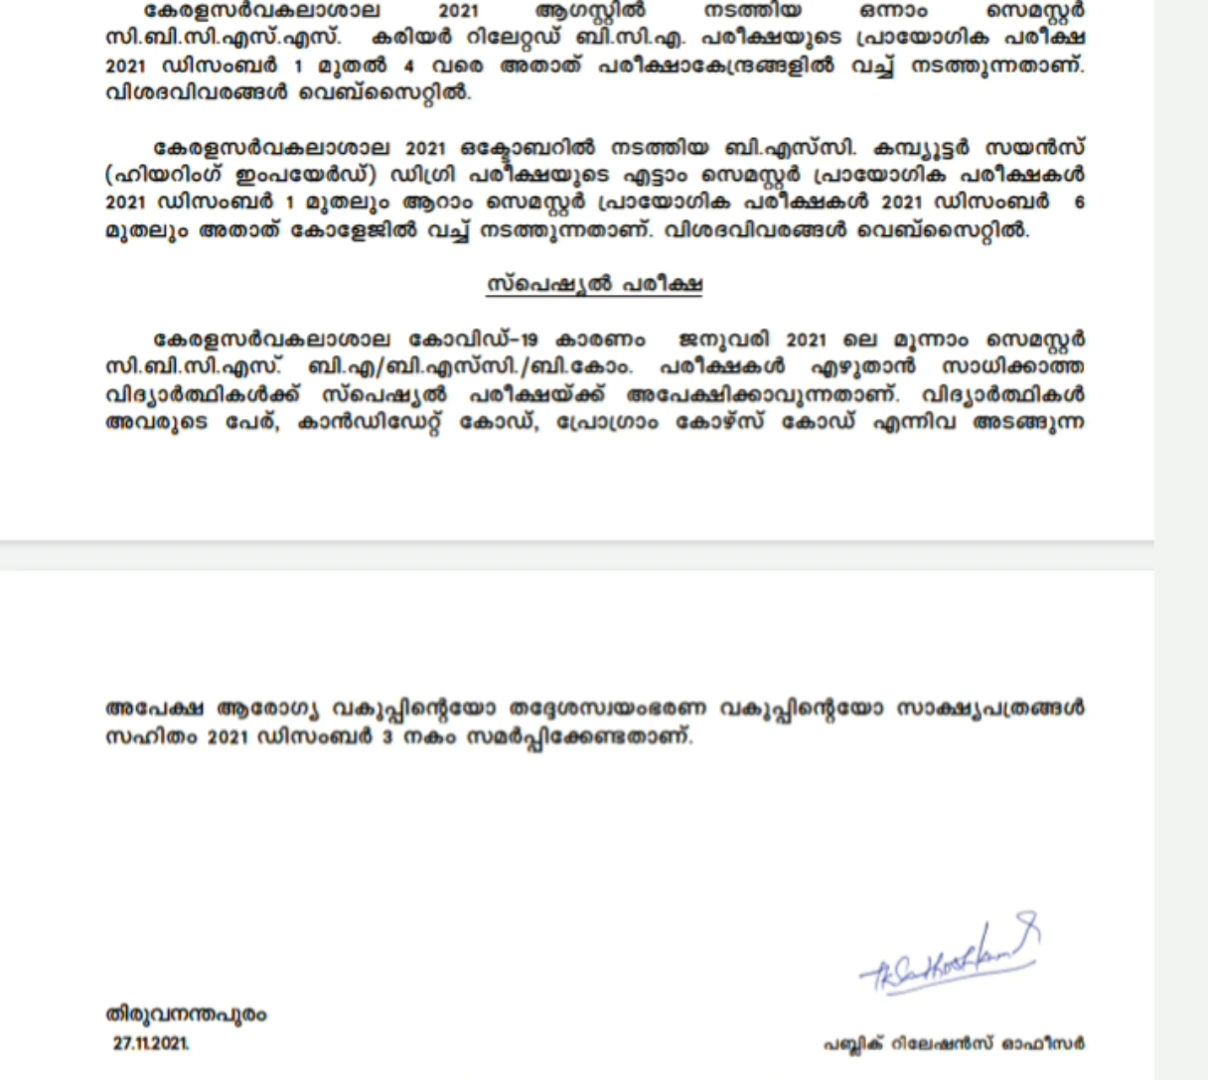 കേരളസർവകലാശാല 2021 ആഗസ്റ്റിൽ നടത്തിയ ഒന്നാം സെമസ്റ്റർ
സി.ബി.സി.എസ്.എസ്. കരിയർ റിലേറ്റഡ് ബി.സി.എ. പരീക്ഷയുടെ പ്രായോഗിക പരീക്ഷ
2021 ഡിസംബർ 1 മുതൽ 4 വരെ അതാത് പരീക്ഷാകേന്ദ്രങ്ങളിൽ വച്ച് നടത്തുന്നതാണ്.
വിശദവിവരങ്ങൾ വെബ്സൈറ്റിൽ.
കേരളസർവകലാശാല 2021 ഒക്ടോബറിൽ നടത്തിയ ബി.എസ്സി. കമ്പ്യൂട്ടർ സയൻസ്
(ഹിയറിംഗ് ഇംപയേർഡ്) ഡിഗ്രി പരീക്ഷയുടെ എട്ടാം സെമസ്റ്റർ പ്രായോഗിക പരീക്ഷകൾ
2021 ഡിസംബർ 1 മുതലും ആറാം സെമസ്റ്റർ പ്രായോഗിക പരീക്ഷകൾ 2021 ഡിസംബർ 6
മുതലും അതാത് കോളേജിൽ വച്ച് നടത്തുന്നതാണ്. വിശദവിവരങ്ങൾ വെബ്സൈറ്റിൽ.
സ്പെഷ്യൽ പരീക്ഷ
കേരളസർവകലാശാല കോവിഡ്-19 കാരണം ജനുവരി 2021 ലെ മൂന്നാം സെമസ്റ്റർ
സി.ബി.സി.എസ്. ബി.എ/ബി.എസ്സി./ബി.കോം. പരീക്ഷകൾ എഴുതാൻ സാധിക്കാത്ത
വിദ്യാർത്ഥികൾക്ക് സ്പെഷ്യൽ പരീക്ഷയ്ക്ക് അപേക്ഷിക്കാവുന്നതാണ്. വിദ്യാർത്ഥികൾ
അവരുടെ പേര്, കാൻഡിഡേറ്റ് കോഡ്, പ്രോഗ്രാം കോഴ്സ് കോഡ് എന്നിവ അടങ്ങുന്ന
അപേക്ഷ ആരോഗ്യ വകുപ്പിന്റെയോ തദ്ദേശസ്വയംഭരണ വകുപ്പിന്റെയോ സാക്ഷ്യപത്രങ്ങൾ
സഹിതം 2021 ഡിസംബർ 3 നകം സമർപ്പിക്കേണ്ടതാണ്.
തിരുവനന്തപുരം
27.11.2021.
പബ്ലിക് റിലേഷൻസ് ഓഫീസർ